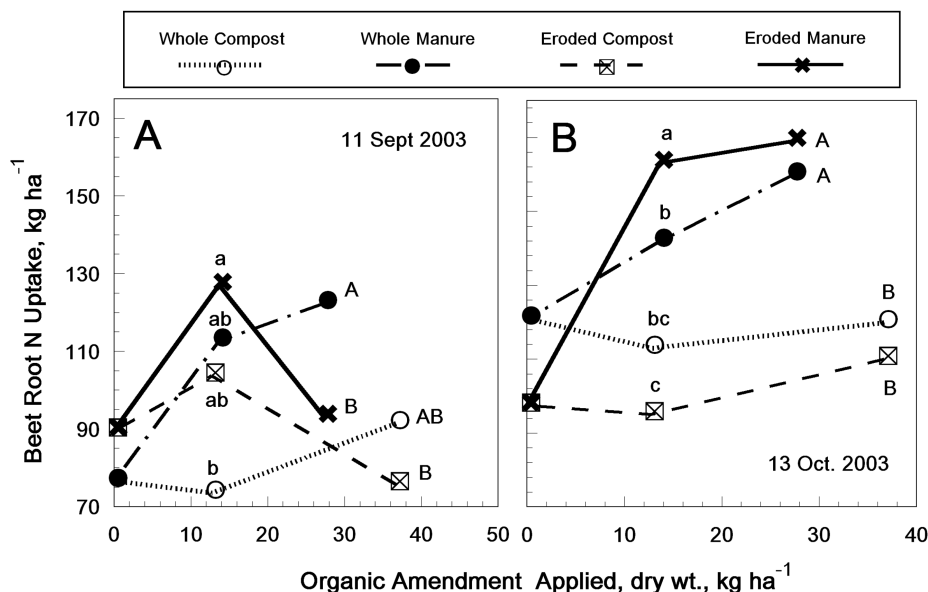 Whole Compost Whole Manure Eroded Compost Eroded Manure
A
11 Sept 2003
170
150
130
110
90
70
a
ab
ab
b
A
B
AB
B
0 10 20 30 40 50
B
a
A
A
b
bc
B
c
B
13 Oct. 2003
0 10 20 30 40
Beet Root N Uptake, kg ha⁻¹
Organic Amendment Applied, dry wt., kg ha⁻¹